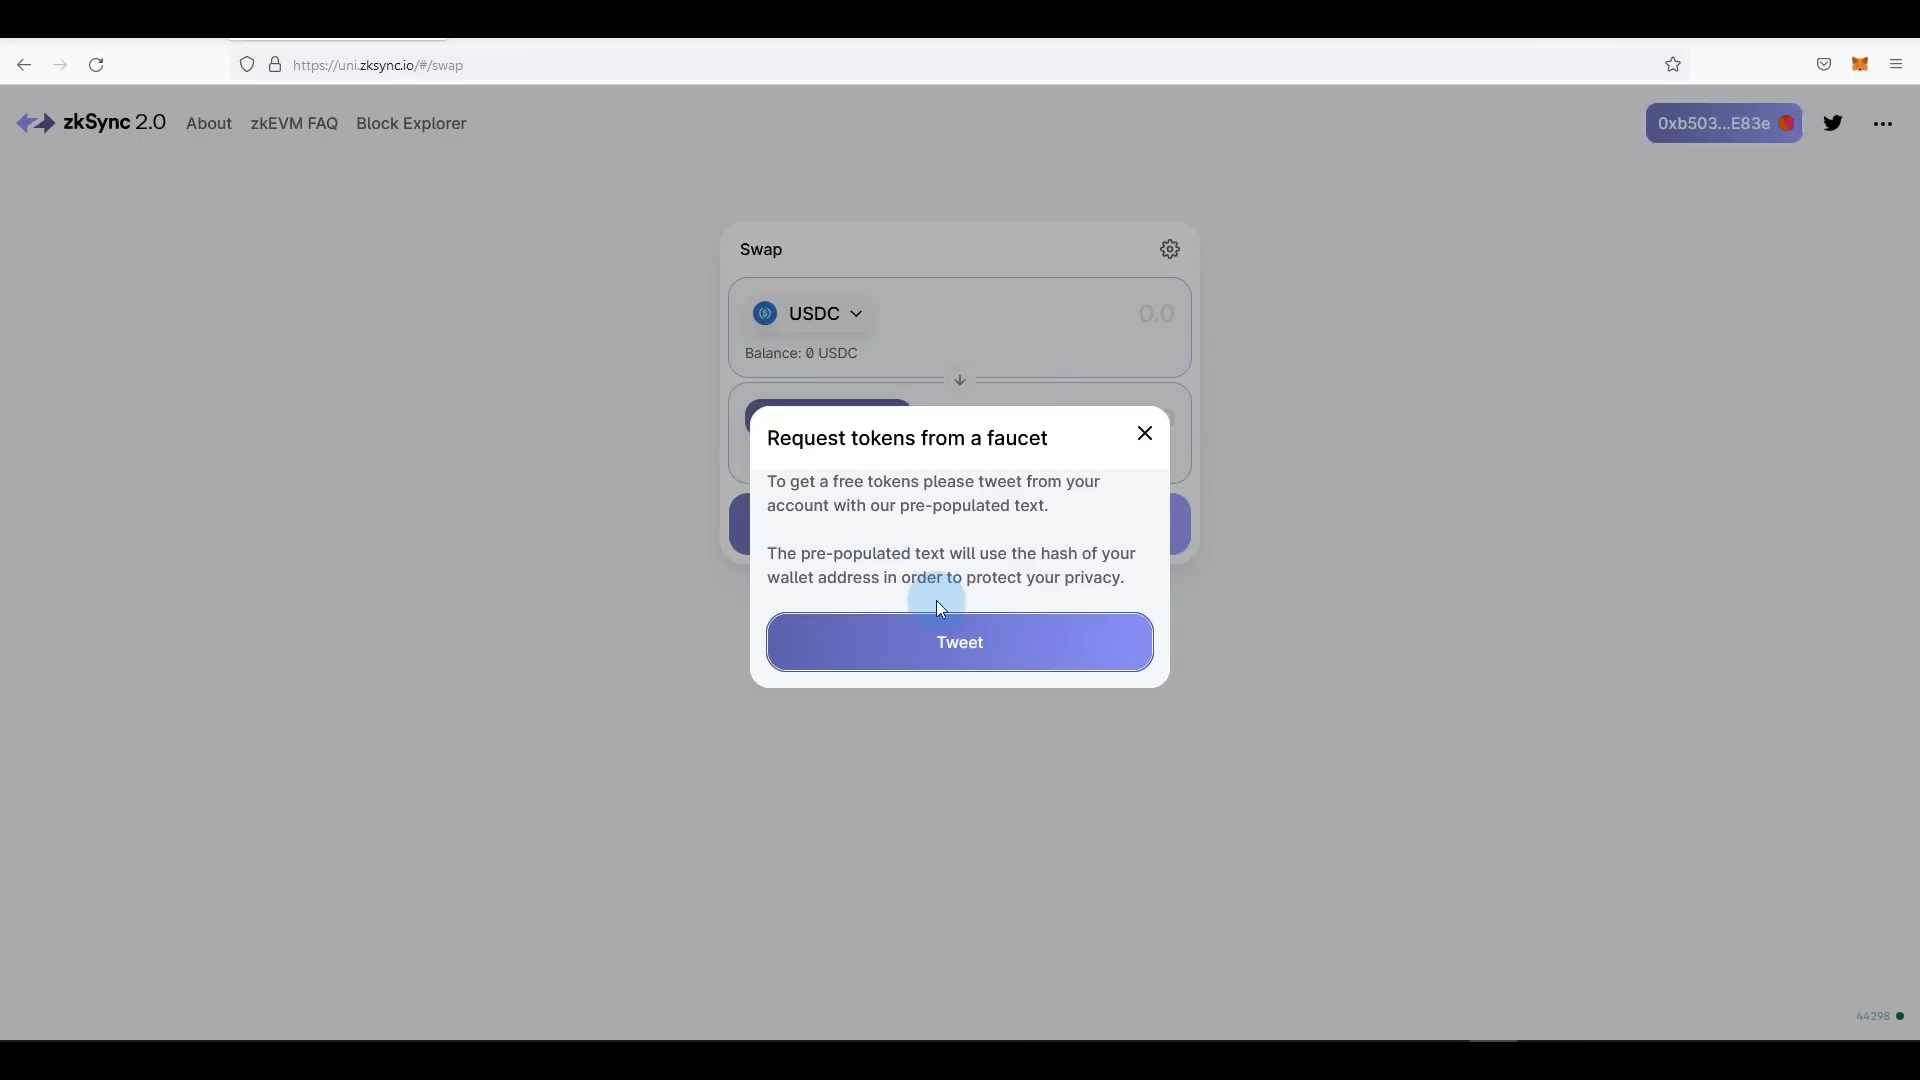 https://uni.zksync.io/#/swap
zkSync 2.0 About zkEVM FAQ Block Explorer
0xb503...E83e
Swap
USDC 0.0
Balance: 0 USDC
Request tokens from a faucet
To get a free tokens please tweet from your
account with our pre-populated text.
The pre-populated text will use the hash of your
wallet address in order to protect your privacy.
Tweet
44298